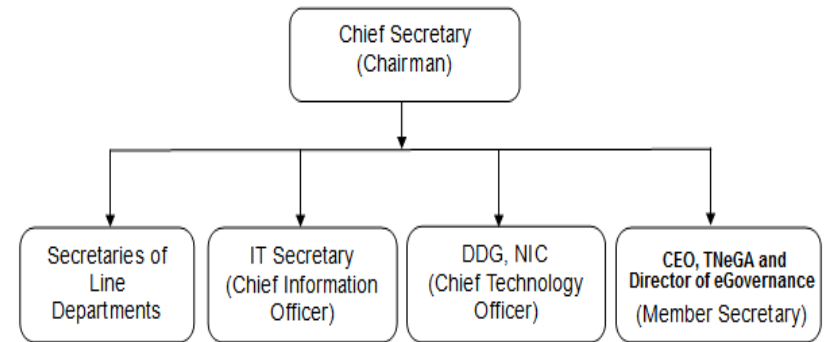 Chief Secretary
(Chairman)
Secretaries of
Line
Departments
IT Secretary
(Chief Information
Officer)
DDG, NIC
(Chief Technology
Officer)
CEO, TNeGA and
Director of eGovernance
(Member Secretary)